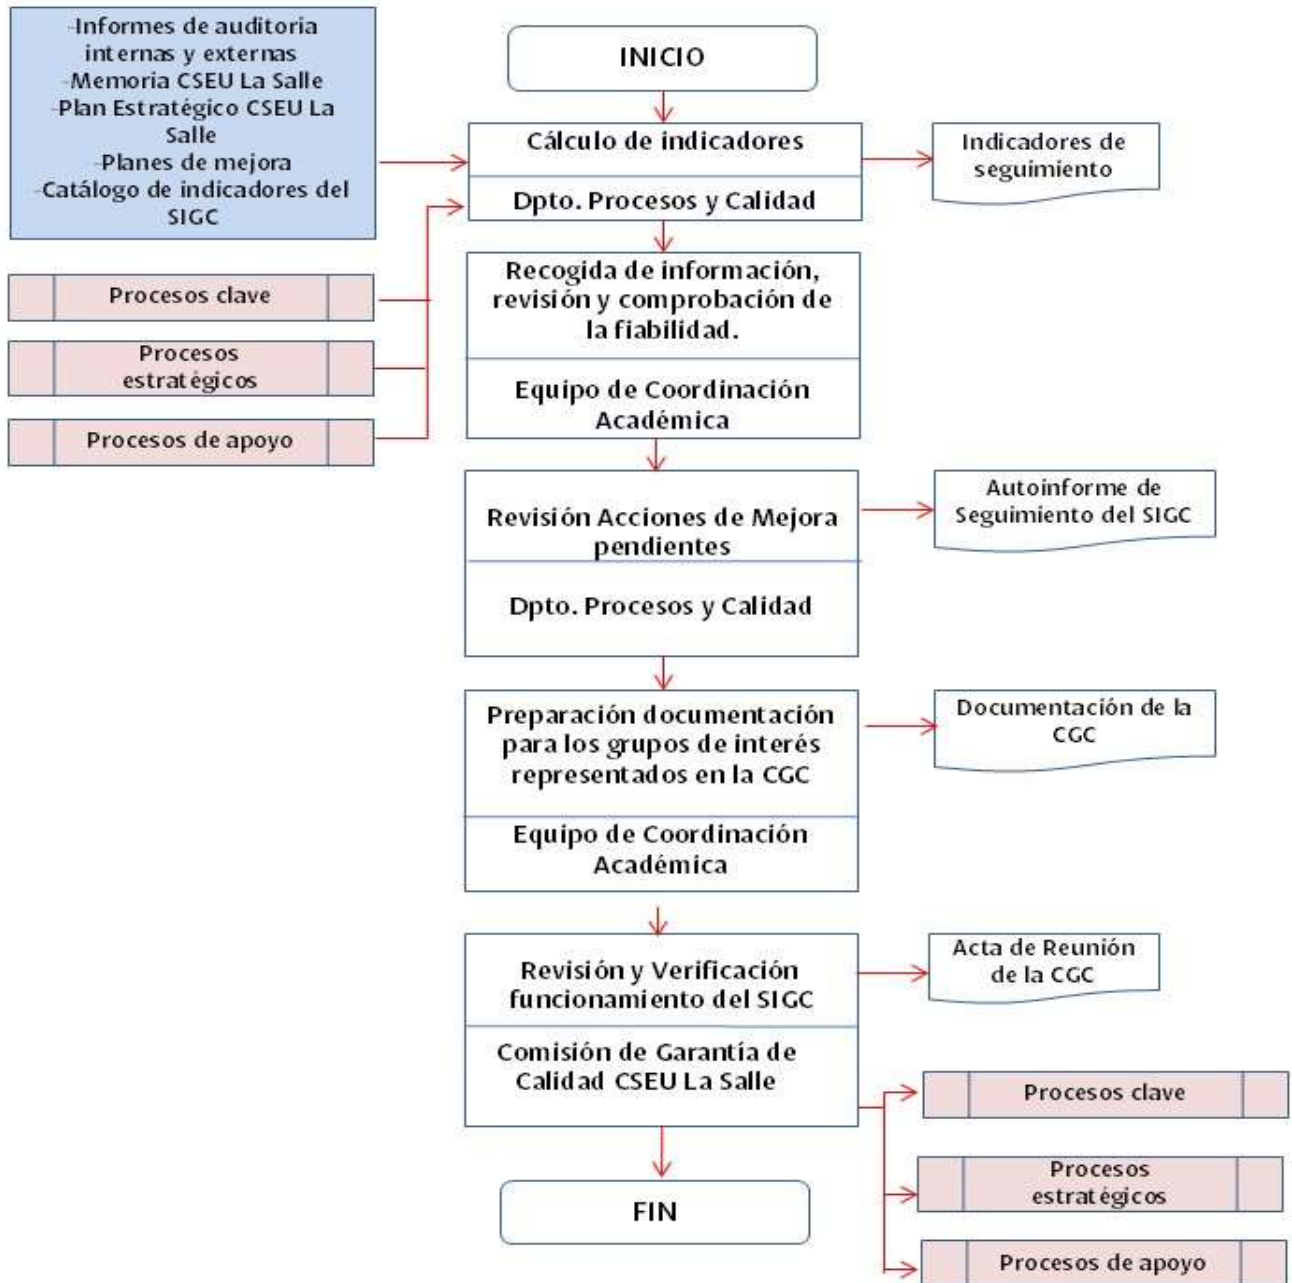 -Informes de auditoría
internas y externas
-Memoria CSEU La Salle
-Plan Estratégico CSEU La
Salle
-Planes de mejora
-Catálogo de indicadores del
SIGC
INICIO
Cálculo de indicadores
Dpto. Procesos y Calidad
Indicadores de
seguimiento
Procesos clave
Procesos
estratégicos
Procesos de apoyo
Recogida de información,
revisión y comprobación de
la fiabilidad.
Equipo de Coordinación
Académica
Revisión Acciones de Mejora
pendientes
Dpto. Procesos y Calidad
Autoinforme de
Seguimiento del SIGC
Preparación documentación
para los grupos de interés
representados en la CGC
Equipo de Coordinación
Académica
Documentación de la
CGC
Revisión y Verificación
funcionamiento del SIGC
Comisión de Garantía de
Calidad CSEU La Salle
Acta de Reunión
de la CGC
Procesos clave
Procesos
estratégicos
Procesos de apoyo
FIN